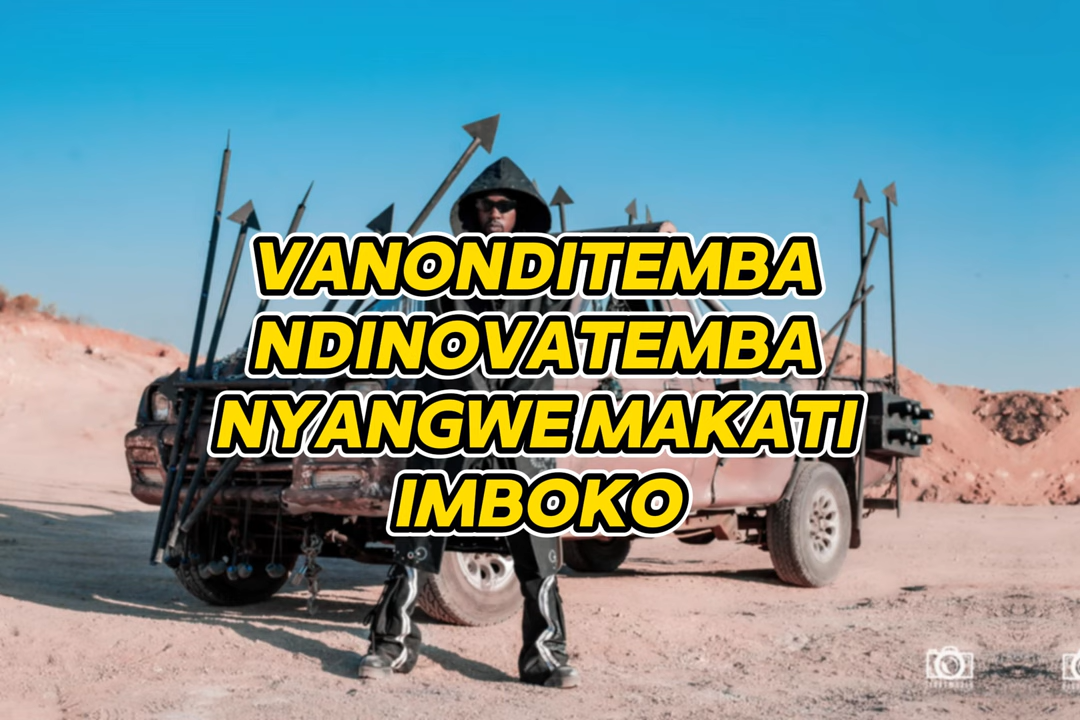 VANONDITEMBA
NDINOVATEMBA
NYANGWE MAKATI
IMBOKO